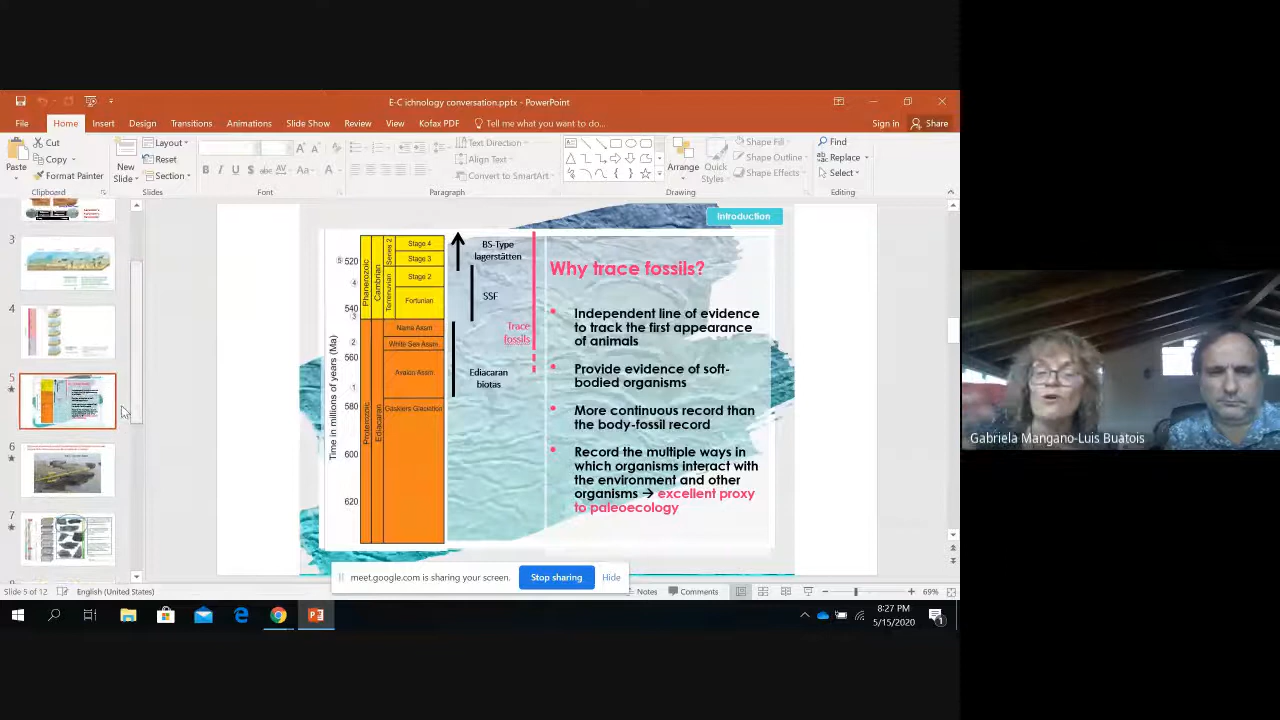 E-C ichnology conversation.pptx - PowerPoint
Sign in
Share
File
Home
Insert
Design
Transitions
Animations
Slide Show
Review
View
Kofax PDF
Tell me what you want to do...
Paste
Cut
Copy
Format Painter
Clipboard
New
Slide
Layout
Reset
Section
Slides
Font
Text Direction
Align Text
Convert to SmartArt
Paragraph
Arrange
Quick
Styles
Shape Fill
Shape Outline
Shape Effects
Drawing
Find
Replace
Select
Editing
3
4
5
6
7
Introduction
Time in millions of years (Ma)
520
540
560
580
600
620
Phanerozoic
Cambrian
Terrenuvian
Series 2
Stage 4
Stage 3
Stage 2
Fortunian
Proterozoic
Ediacaran
Nama Asam
White Sea Assam
Avalon Assm
Gaskiers Glaciation
BS-Type
lagerstätten
SSF
Trace
fossils
Ediacaran
biotas
Why trace fossils?
• Independent line of evidence
to track the first appearance
of animals
• Provide evidence of soft-
bodied organisms
• More continuous record than
the body-fossil record
• Record the multiple ways in
which organisms interact with
the environment and other
organisms → excellent proxy
to paleoecology
Gabriela Mangano-Luis Buatois
meet.google.com is sharing your screen.
Stop sharing
Hide
Slide 5 of 12
English (United States)
Notes
Comments
69%
8:27 PM
5/15/2020